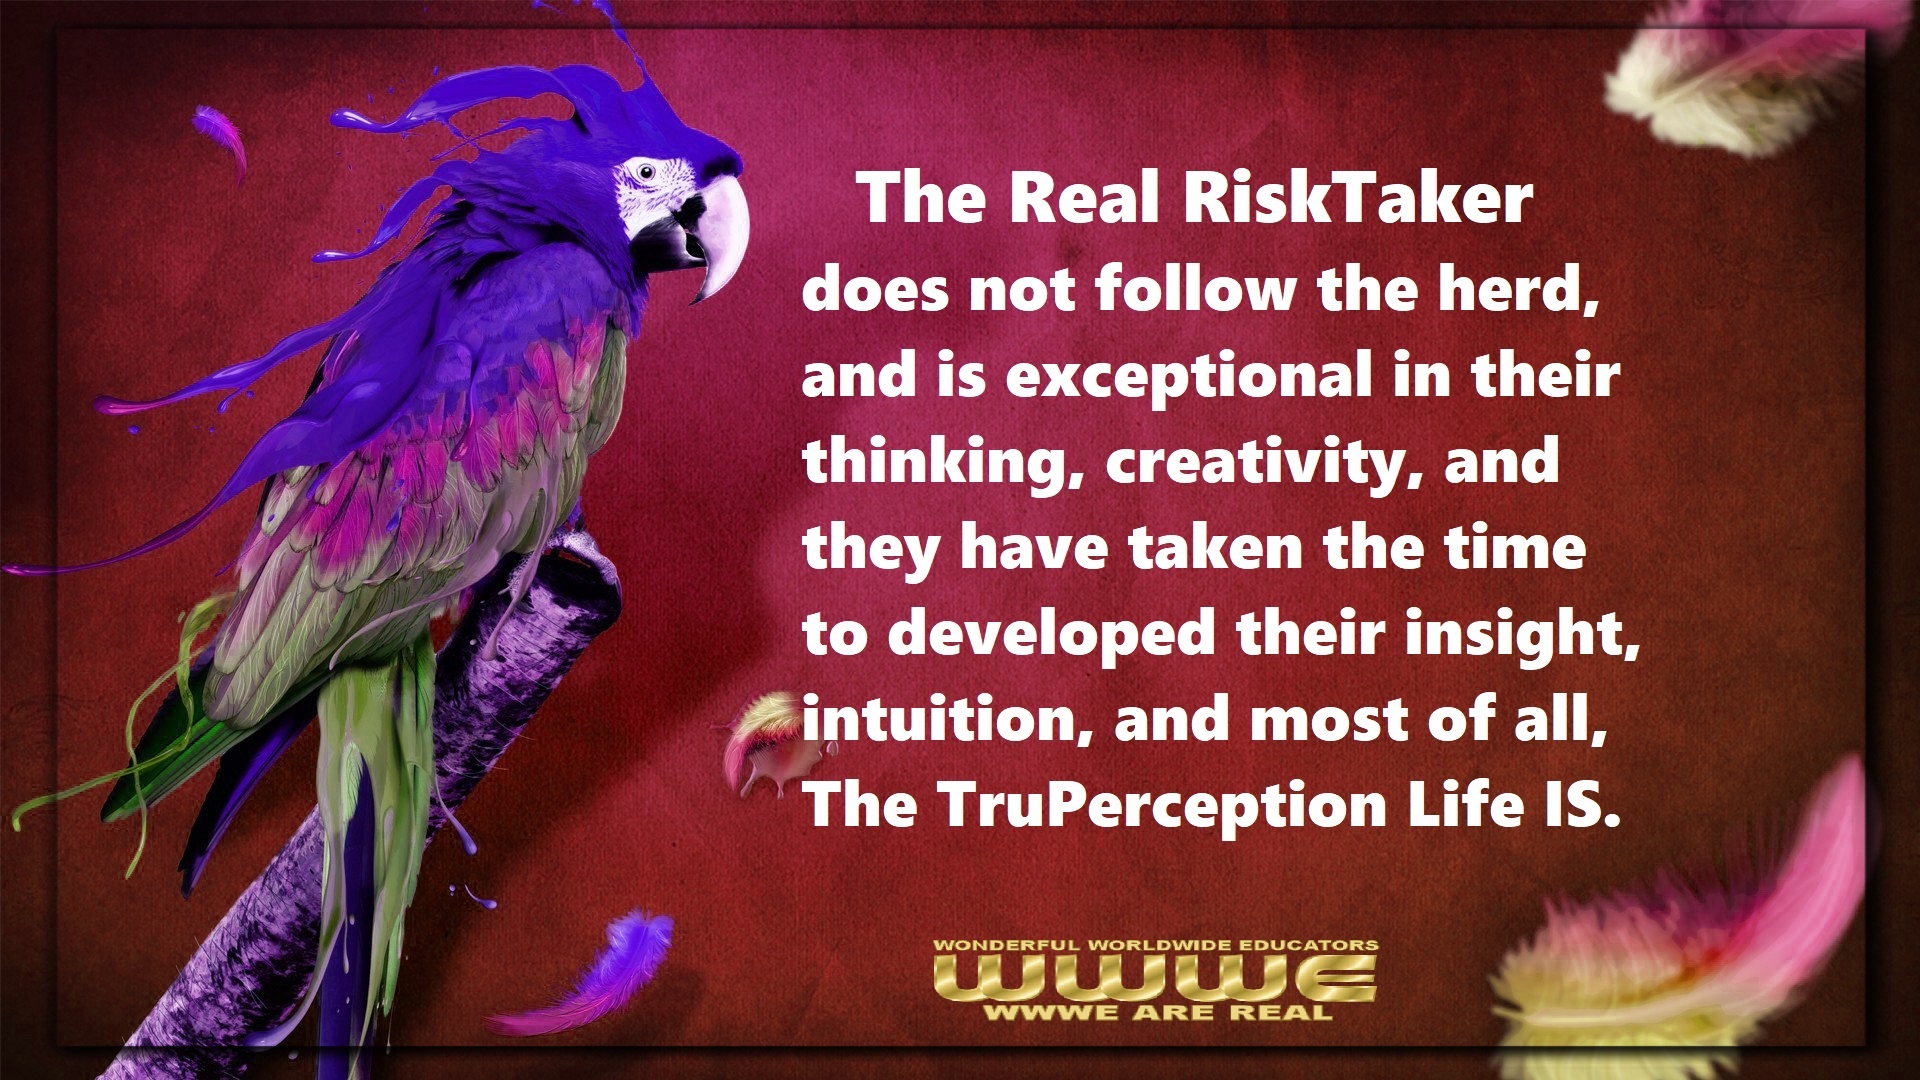 The Real RiskTaker
does not follow the herd,
and is exceptional in their
thinking, creativity, and
they have taken the time
to developed their insight,
intuition, and most of all,
The TruPerception Life IS.
WONDERFUL WORLDWIDE EDUCATORS
WWWE
WWWE ARE REAL